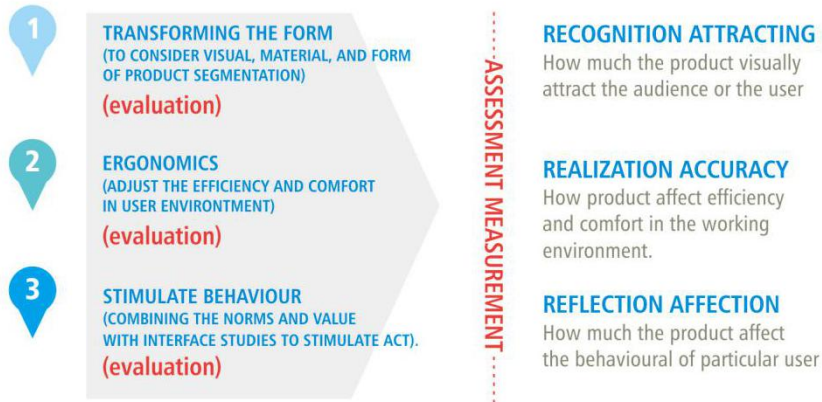 1
TRANSFORMING THE FORM
(TO CONSIDER VISUAL, MATERIAL, AND FORM
OF PRODUCT SEGMENTATION)
(evaluation)
2
ERGONOMICS
(ADJUST THE EFFICIENCY AND COMFORT
IN USER ENVIRONTMENT)
(evaluation)
3
STIMULATE BEHAVIOUR
(COMBINING THE NORMS AND VALUE
WITH INTERFACE STUDIES TO STIMULATE ACT).
(evaluation)
ASSESSMENT MEASUREMENT
RECOGNITION ATTRACTING
How much the product visually
attract the audience or the user
REALIZATION ACCURACY
How product affect efficiency
and comfort in the working
environment.
REFLECTION AFFECTION
How much the product affect
the behavioural of particular user